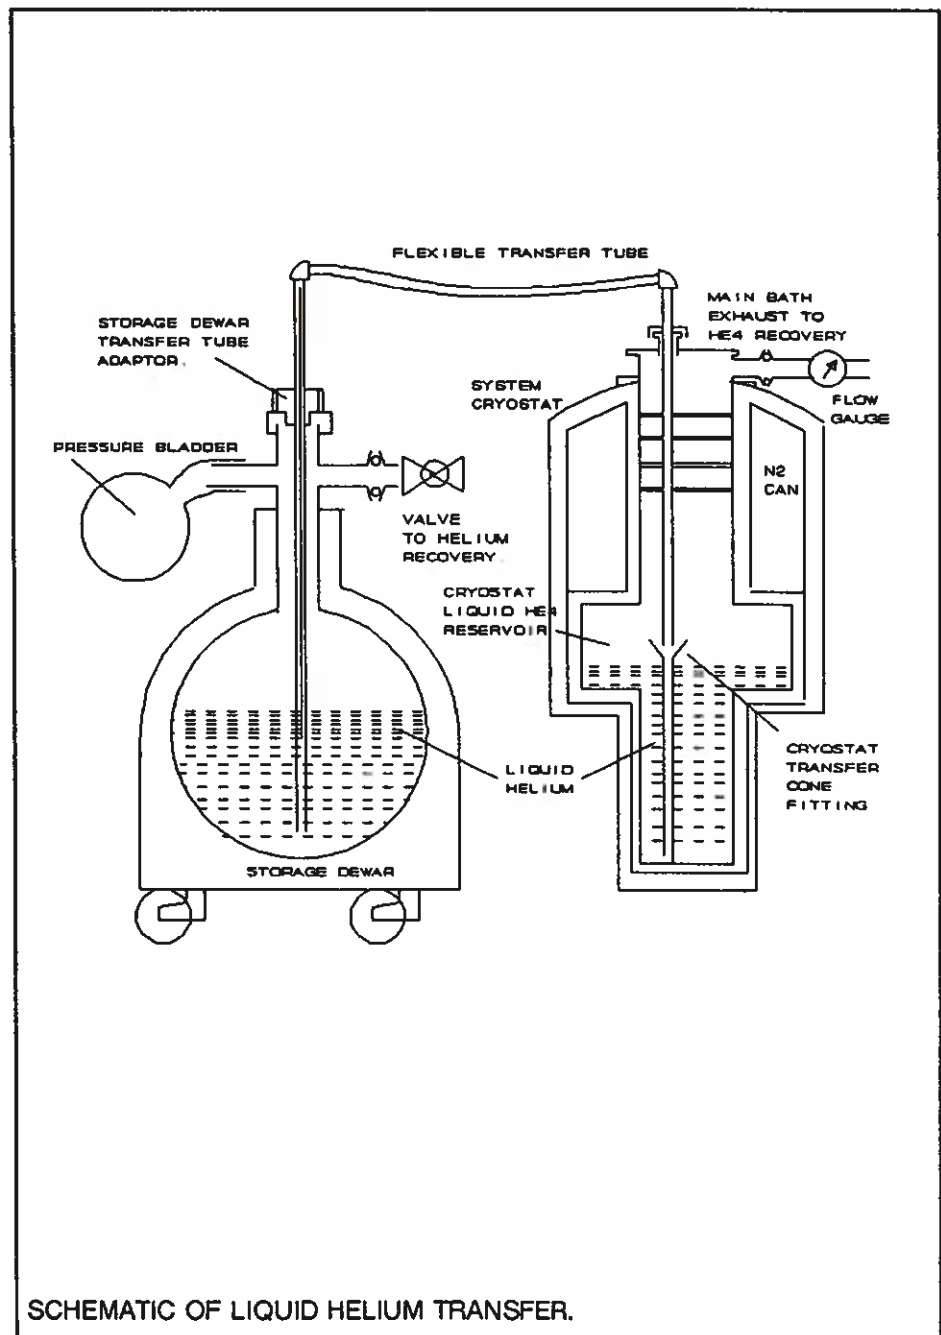 FLEXIBLE TRANSFER TUBE
MAIN BATH
EXHAUST TO
HE4 RECOVERY
STORAGE DEWAR
TRANSFER TUBE
ADAPTOR.
SYSTEM
CRYOSTAT
FLOW
GAUGE
PRESSURE BLADDER
N2
CAN
VALVE
TO HELIUM
RECOVERY
CRYOSTAT
LIQUID HE4
RESERVOIR
LIQUID
HELIUM
CRYOSTAT
TRANSFER
CONE
FITTING
STORAGE DEWAR
SCHEMATIC OF LIQUID HELIUM TRANSFER.